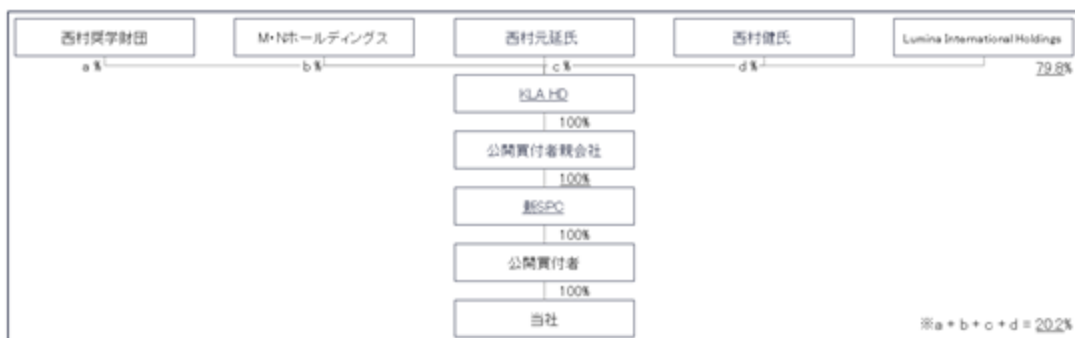 西村奨学財団
M・Nホールディングス
西村元延氏
西村健氏
Lumina International Holdings
a % b% c % d% 79.8%
KLA HD
100%
公開買付者親会社
100%
新SPC
100%
公開買付者
100%
当社
※a + b + c + d = 20.2%